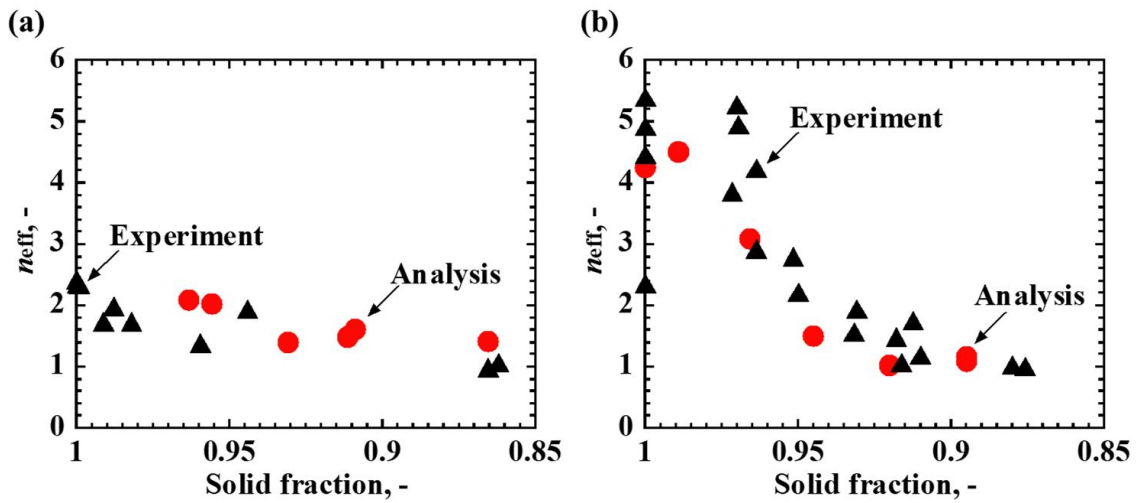 (a)
6
5
4
3
2
1
0
neff, -
Experiment
Analysis
1
0.95
0.9
0.85
Solid fraction, -
(b)
6
5
4
3
2
1
0
neff, -
Experiment
Analysis
1
0.95
0.9
0.85
Solid fraction, -